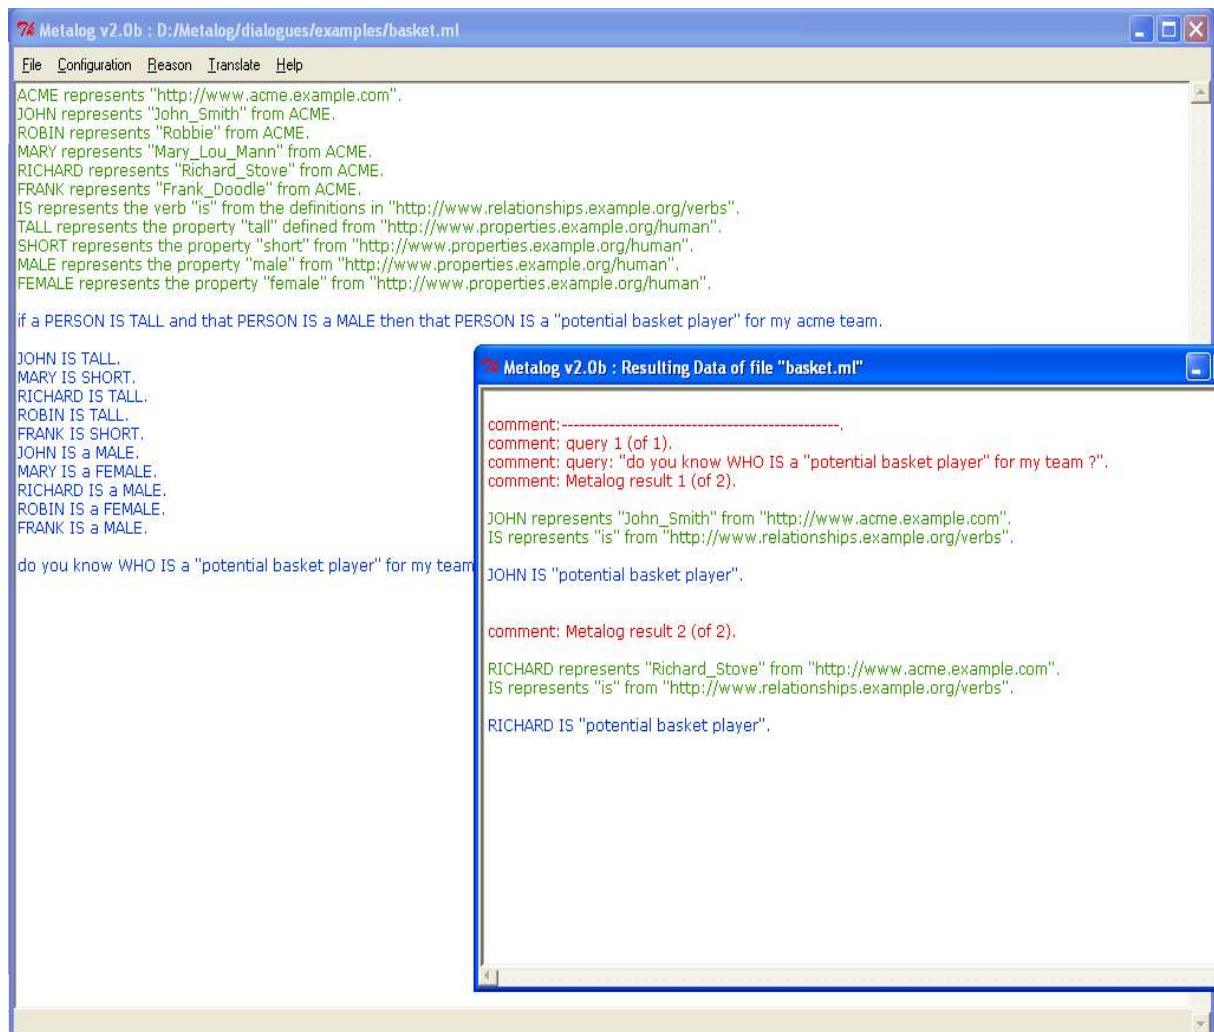 Metalog v2.0b : D:/Metalog/dialogues/examples/basket.ml
File Configuration Reason Translate Help
ACME represents "http://www.acme.example.com".
JOHN represents "John_Smith" from ACME.
ROBIN represents "Robbie" from ACME.
MARY represents "Mary_Lou_Mann" from ACME.
RICHARD represents "Richard_Stove" from ACME.
FRANK represents "Frank_Doodle" from ACME.
IS represents the verb "is" from the definitions in "http://www.relationships.example.org/verbs".
TALL represents the property "tall" defined from "http://www.properties.example.org/human".
SHORT represents the property "short" from "http://www.properties.example.org/human".
MALE represents the property "male" from "http://www.properties.example.org/human".
FEMALE represents the property "female" from "http://www.properties.example.org/human".
if a PERSON IS TALL and that PERSON IS a MALE then that PERSON IS a "potential basket player" for my acme team.
JOHN IS TALL.
MARY IS SHORT.
RICHARD IS TALL.
ROBIN IS TALL.
FRANK IS SHORT.
JOHN IS a MALE.
MARY IS a FEMALE.
RICHARD IS a MALE.
ROBIN IS a FEMALE.
FRANK IS a MALE.
do you know WHO IS a "potential basket player" for my team
Metalog v2.0b : Resulting Data of file "basket.ml"
comment:-----------------------------------------------.
comment: query 1 (of 1).
comment: query: "do you know WHO IS a "potential basket player" for my team ?".
comment: Metalog result 1 (of 2).
JOHN represents "John_Smith" from "http://www.acme.example.com".
IS represents "is" from "http://www.relationships.example.org/verbs".
JOHN IS "potential basket player".
comment: Metalog result 2 (of 2).
RICHARD represents "Richard_Stove" from "http://www.acme.example.com".
IS represents "is" from "http://www.relationships.example.org/verbs".
RICHARD IS "potential basket player".